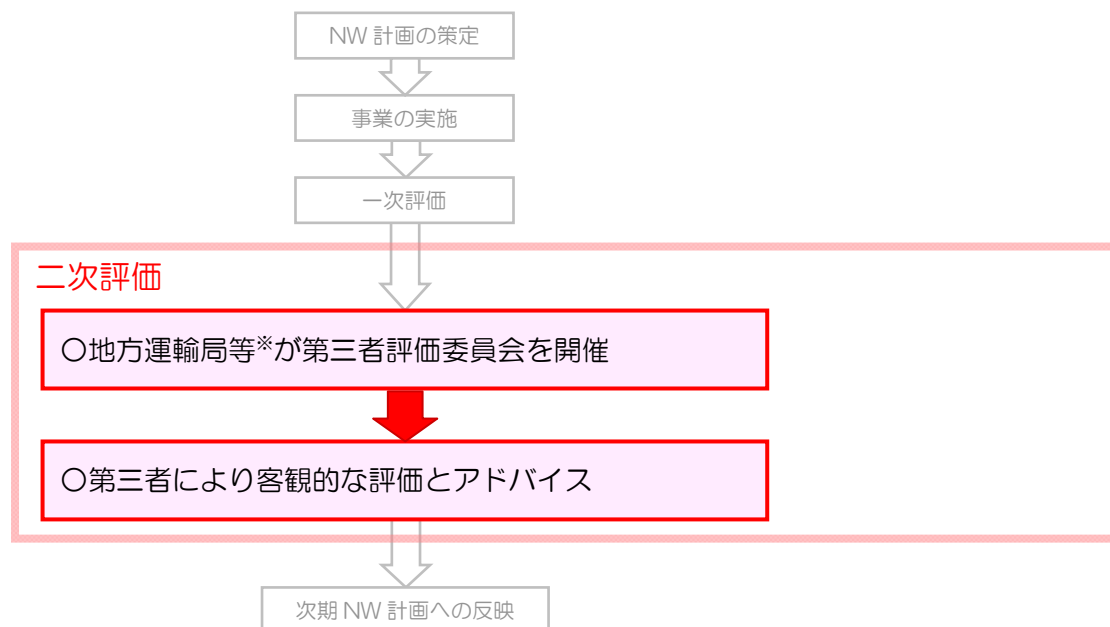 NW 計画の策定
事業の実施
一次評価
二次評価
〇地方運輸局等※が第三者評価委員会を開催
〇第三者により客観的な評価とアドバイス
次期 NW 計画への反映